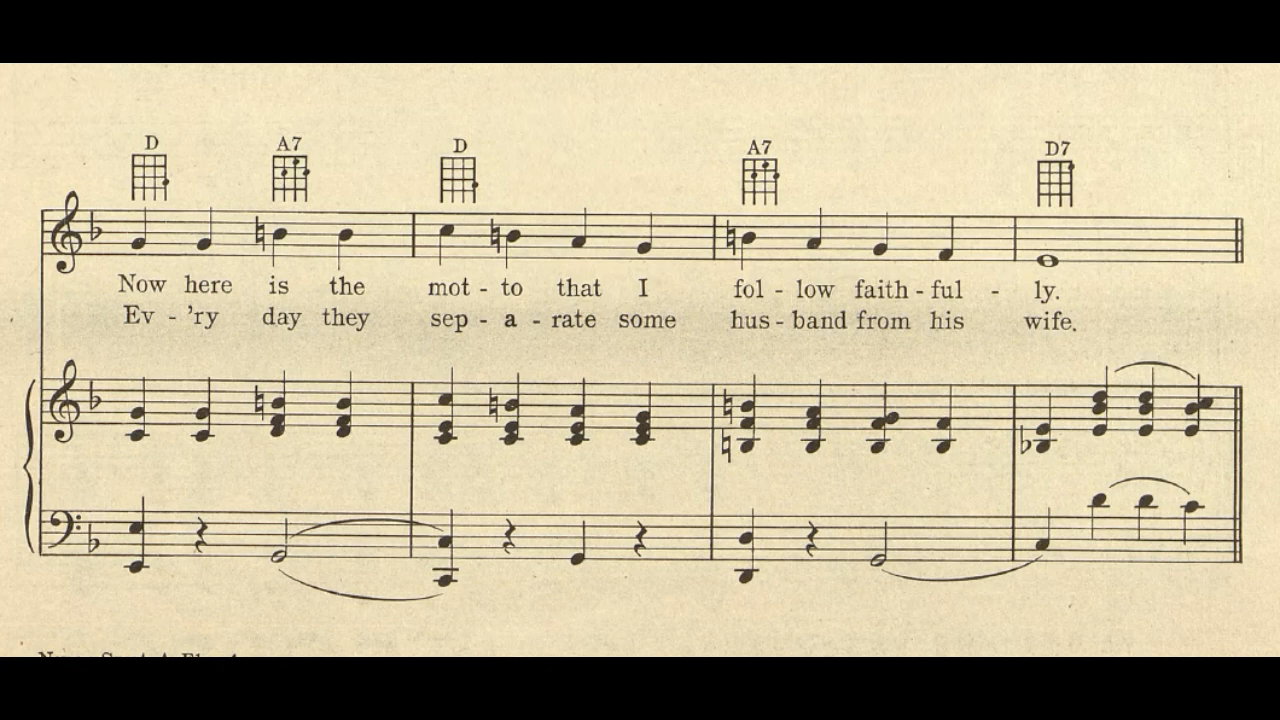 D A7 D A7 D7
Now here is the mot - to that I fol - low faith - ful - ly.
Ev - 'ry day they sep - a - rate some hus - band from his wife.